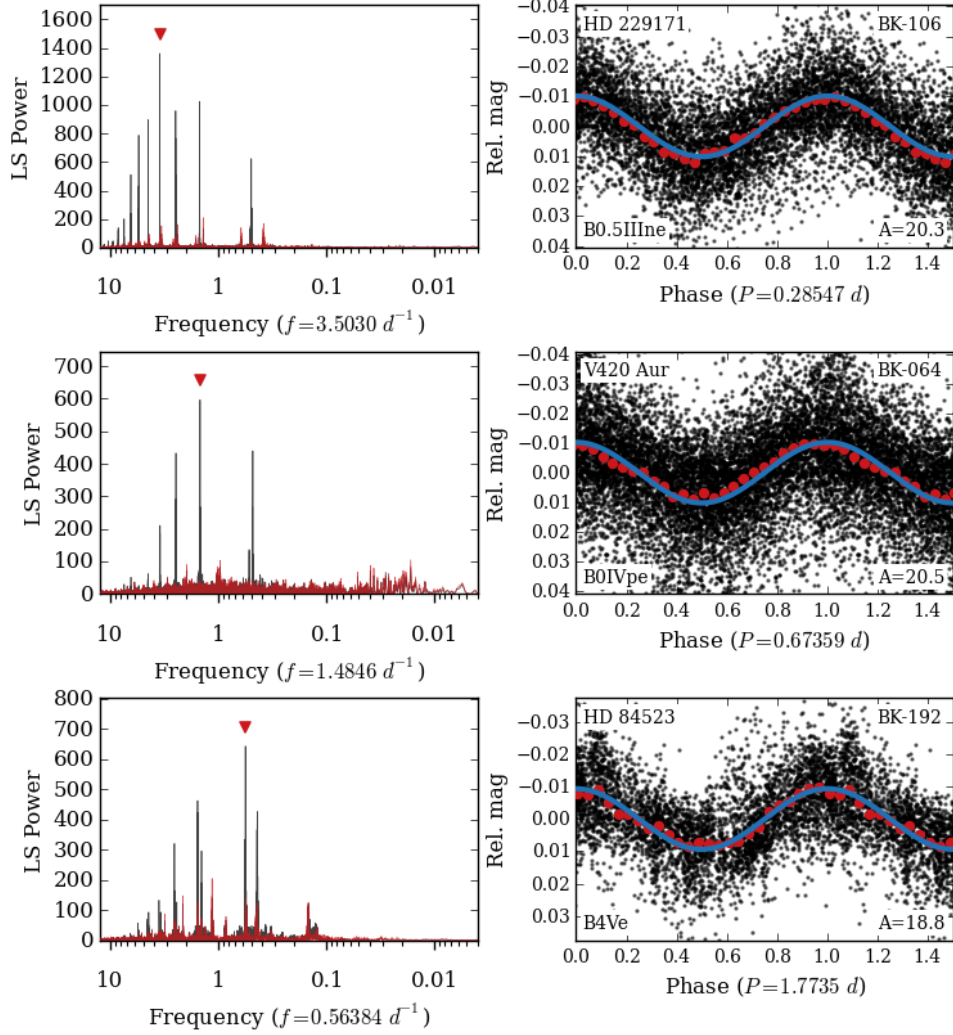 1600
1400
1200
1000
800
600
400
200
0
LS Power
10 1 0.1 0.01
Frequency (f=3.5030 d⁻¹)
−0.04
−0.02
−0.01
0.00
0.01
0.02
0.03
0.04
Rel. mag
HD 229171 BK-106
B0.5IIIne A=20.3
0.0 0.2 0.4 0.6 0.8 1.0 1.2 1.4
Phase (P=0.28547 d)
700
600
500
400
300
200
100
0
LS Power
10 1 0.1 0.01
Frequency (f=1.4846 d⁻¹)
−0.04
−0.03
−0.02
−0.01
0.00
0.01
0.02
0.03
0.04
Rel. mag
V420 Aur BK-064
B0IVpe A=20.5
0.0 0.2 0.4 0.6 0.8 1.0 1.2 1.4
Phase (P=0.67359 d)
800
700
600
500
400
300
200
100
0
LS Power
10 1 0.1 0.01
Frequency (f=0.56384 d⁻¹)
−0.03
−0.02
−0.01
0.00
0.01
0.02
0.03
Rel. mag
HD 84523 BK-192
B4Ve A=18.8
0.0 0.2 0.4 0.6 0.8 1.0 1.2 1.4
Phase (P=1.7735 d)